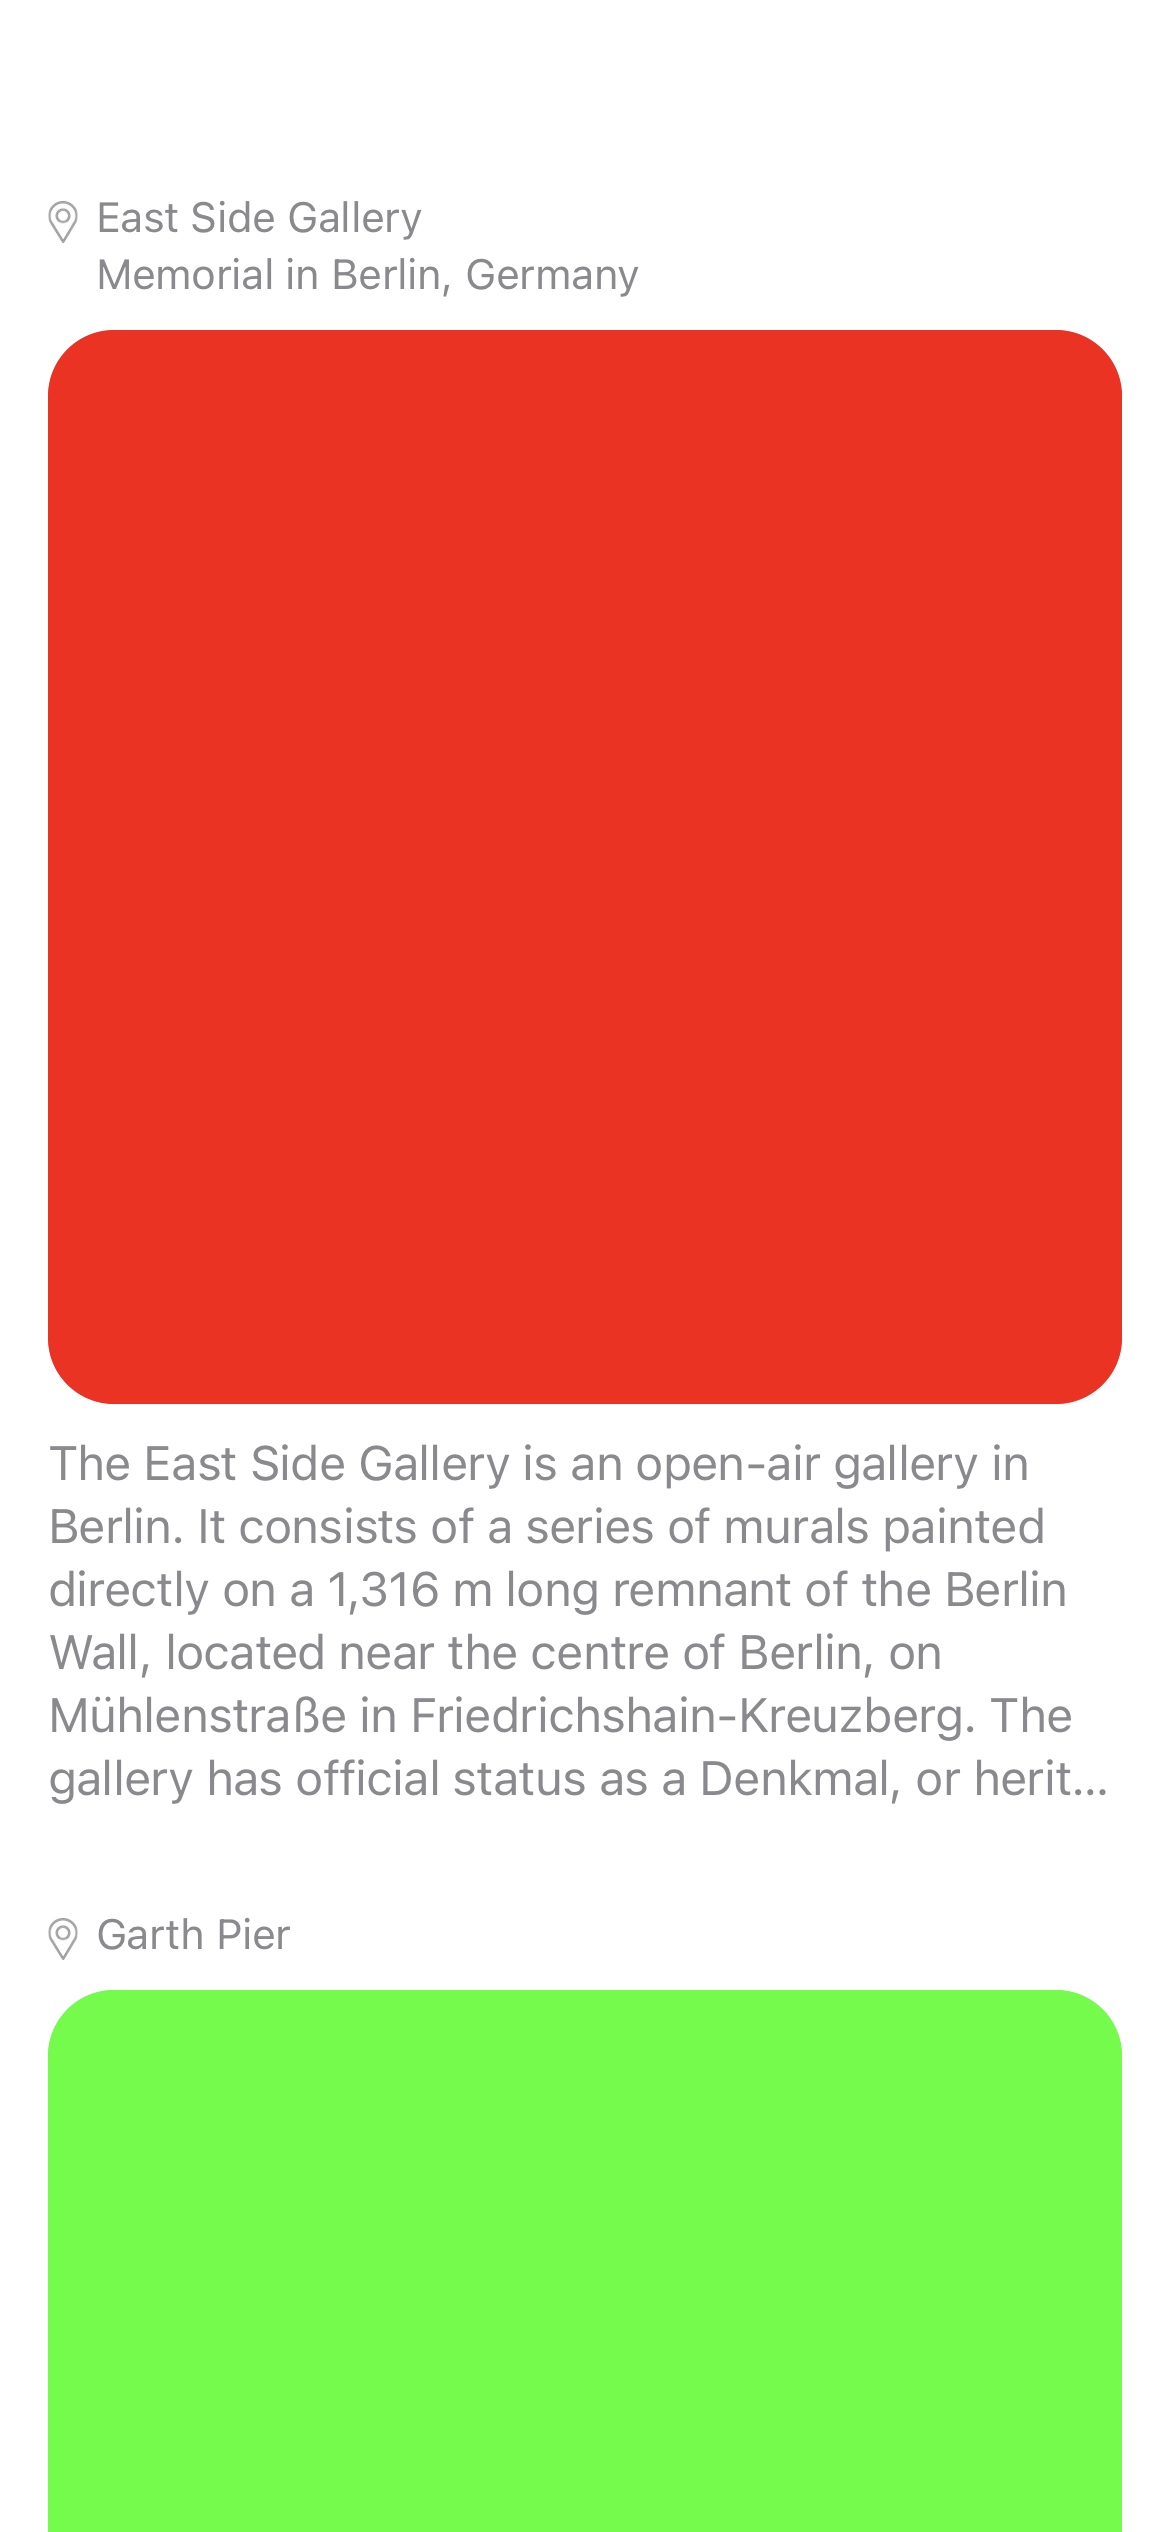 East Side Gallery
Memorial in Berlin, Germany
The East Side Gallery is an open-air gallery in
Berlin. It consists of a series of murals painted
directly on a 1,316 m long remnant of the Berlin
Wall, located near the centre of Berlin, on
Mühlenstraße in Friedrichshain-Kreuzberg. The
gallery has official status as a Denkmal, or herit...
Garth Pier